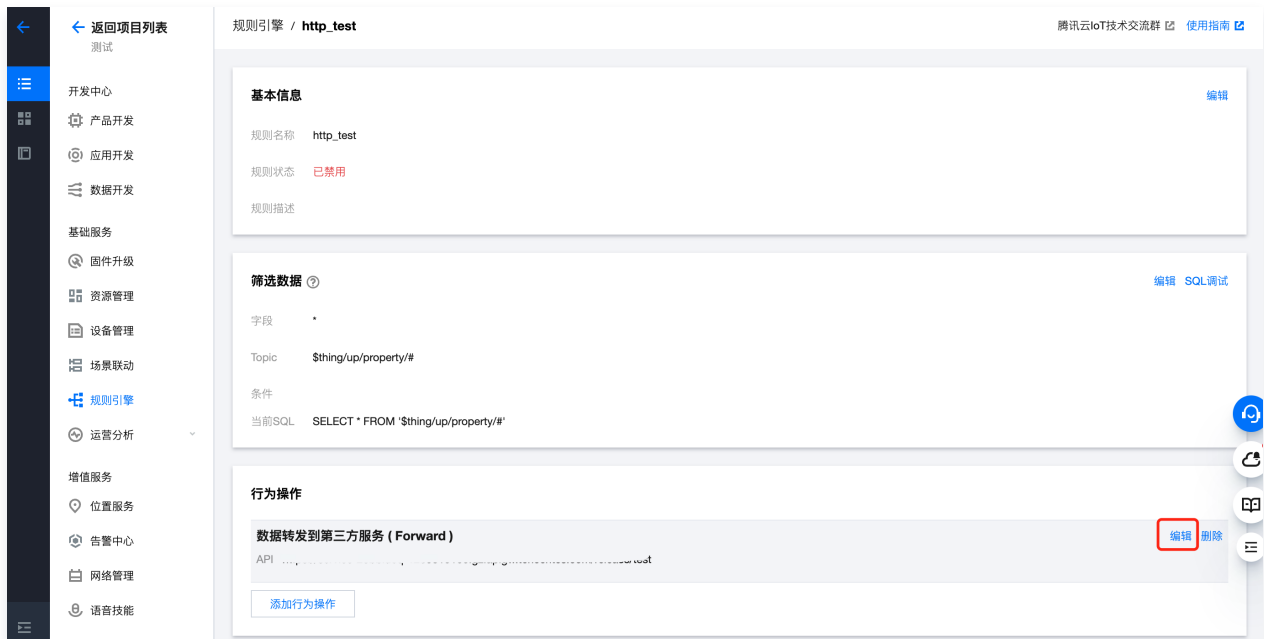 返回项目列表
测试
开发中心
产品开发
应用开发
数据开发
基础服务
固件升级
资源管理
设备管理
场景联动
规则引擎
运营分析
增值服务
位置服务
告警中心
网络管理
语音技能
规则引擎 / http_test
腾讯云IoT技术交流群 使用指南
基本信息 编辑
规则名称 http_test
规则状态 已禁用
规则描述
筛选数据 编辑 SQL调试
字段 *
Topic $thing/up/property/#
条件
当前SQL SELECT * FROM '$thing/up/property/#'
行为操作
数据转发到第三方服务 ( Forward ) 编辑 删除
API
添加行为操作